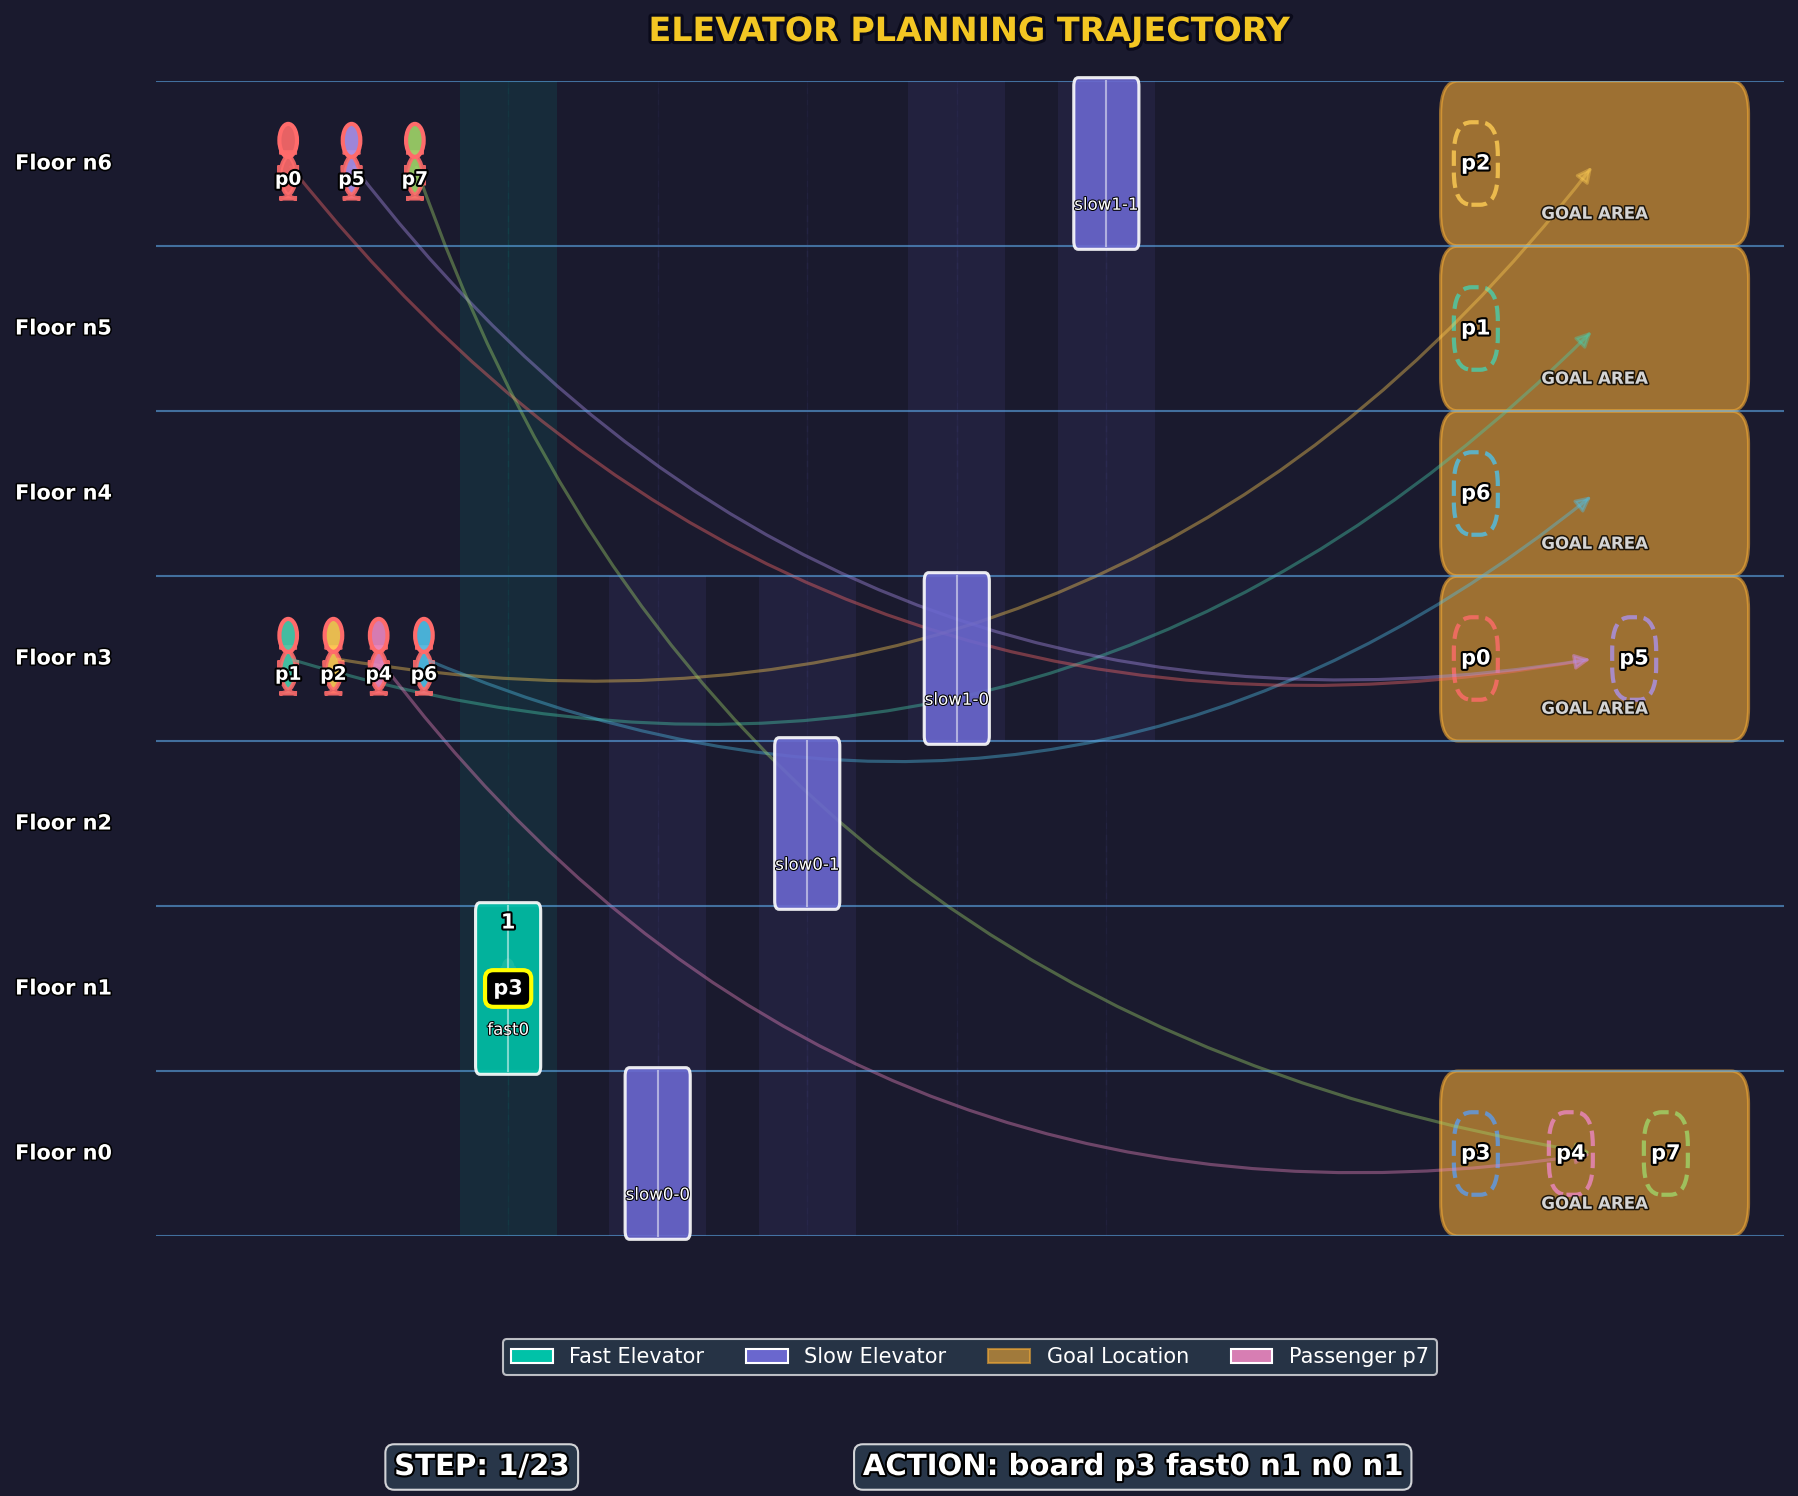 ELEVATOR PLANNING TRAJECTORY
Floor n6
p0 p5 p7
slow1-1
p2
GOAL AREA
Floor n5
p1
GOAL AREA
Floor n4
p6
GOAL AREA
Floor n3
p1 p2 p4 p6
slow1-0
p0 p5
GOAL AREA
Floor n2
slow0-1
Floor n1
1
p3
fast0
Floor n0
slow0-0
p3 p4 p7
GOAL AREA
Fast Elevator Slow Elevator Goal Location Passenger p7
STEP: 1/23 ACTION: board p3 fast0 n1 n0 n1